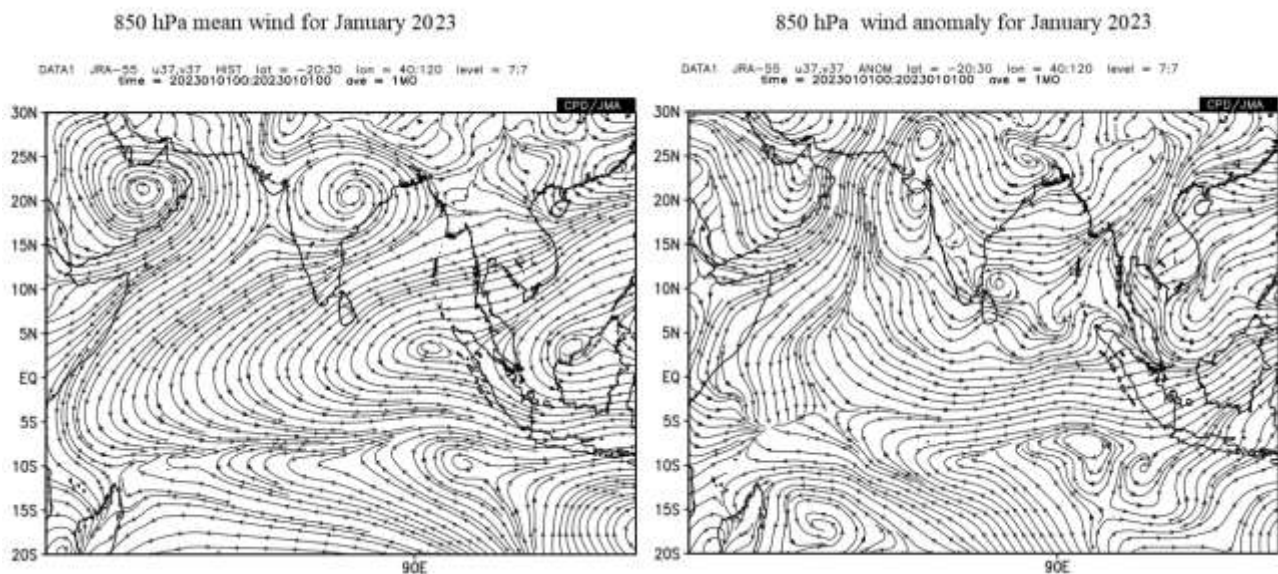 850 hPa mean wind for January 2023
DATA1 JRA-55 u37,v37 HIST lat = -20:30 lon = 40:120 level = 7:7
time = 2023010100:2023010100 ave = 1MO
CPD/JMA
30N
25N
20N
15N
10N
5N
EQ
5S
10S
15S
20S
90E
850 hPa wind anomaly for January 2023
DATA1 JRA-55 u37,v37 ANOM lat = -20:30 lon = 40:120 level = 7:7
time = 2023010100:2023010100 ave = 1MO
CPD/JMA
30N
25N
20N
15N
10N
5N
EQ
5S
10S
15S
20S
90E